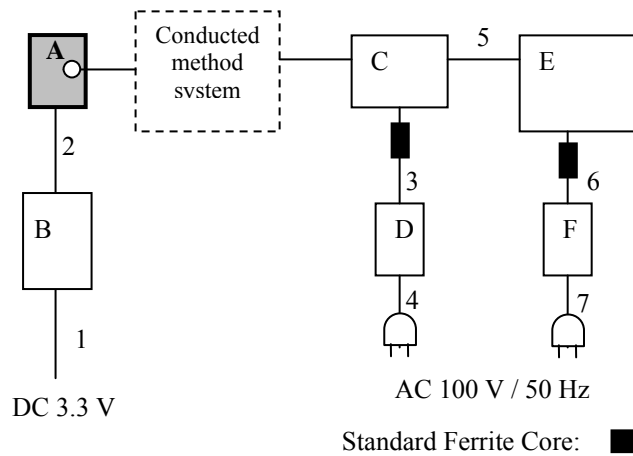 A
Conducted
method
svstem
C
5
E
2
3
6
B
D
F
4
7
1
DC 3.3 V
AC 100 V / 50 Hz
Standard Ferrite Core: